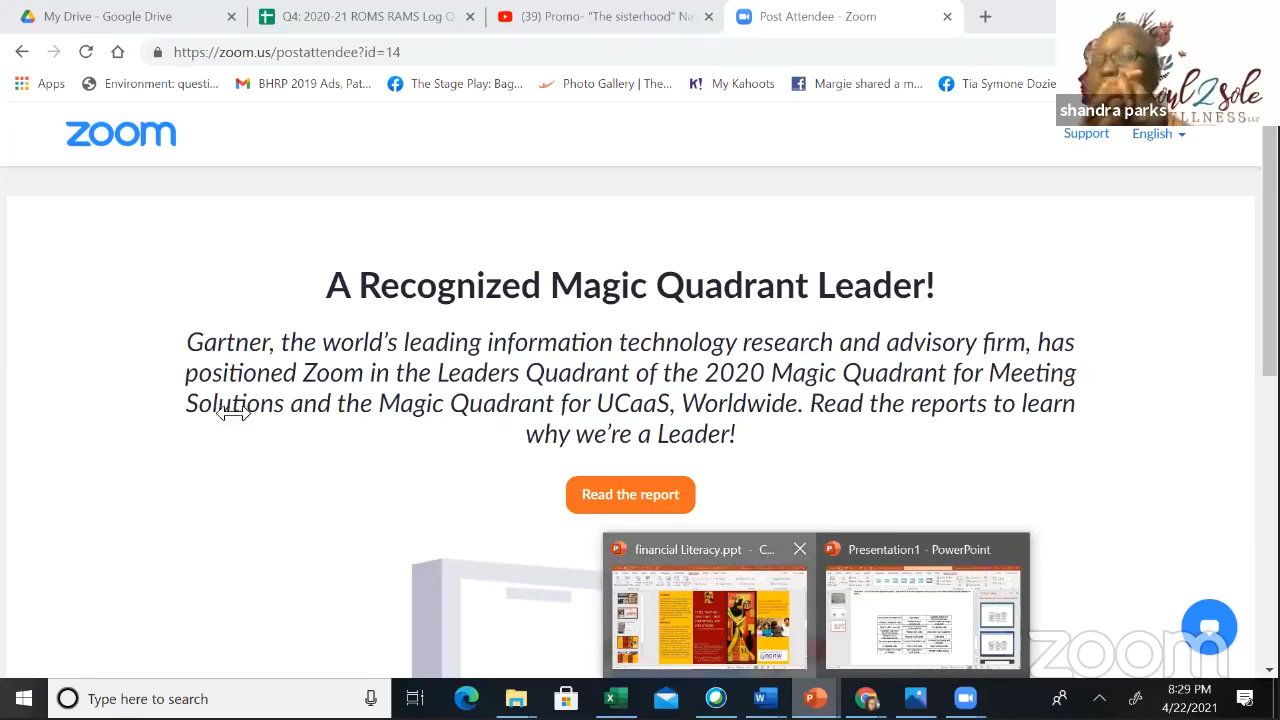 My Drive - Google Drive
Q4: 2020-21 ROMS RAMS Log Q
(39) Promo- "The sisterhood" Na
Post Attendee - Zoom
https://zoom.us/postattendee?id=14
Apps
Environment: questi...
BHRP 2019 Ads, Pat...
The Stage Play: Bag...
Photo Gallery | The...
K! My Kahoots
Margie shared a m...
Tia Symone Dozie
oul2sole
ELLNESS LLC
shandra parks
zoom
Support
English
A Recognized Magic Quadrant Leader!
Gartner, the world's leading information technology research and advisory firm, has
positioned Zoom in the Leaders Quadrant of the 2020 Magic Quadrant for Meeting
Solutions and the Magic Quadrant for UCaaS, Worldwide. Read the reports to learn
why we're a Leader!
Read the report
financial Literacy.ppt - C...
Presentation1 - PowerPoint
zoom
Type here to search
8:29 PM
4/22/2021